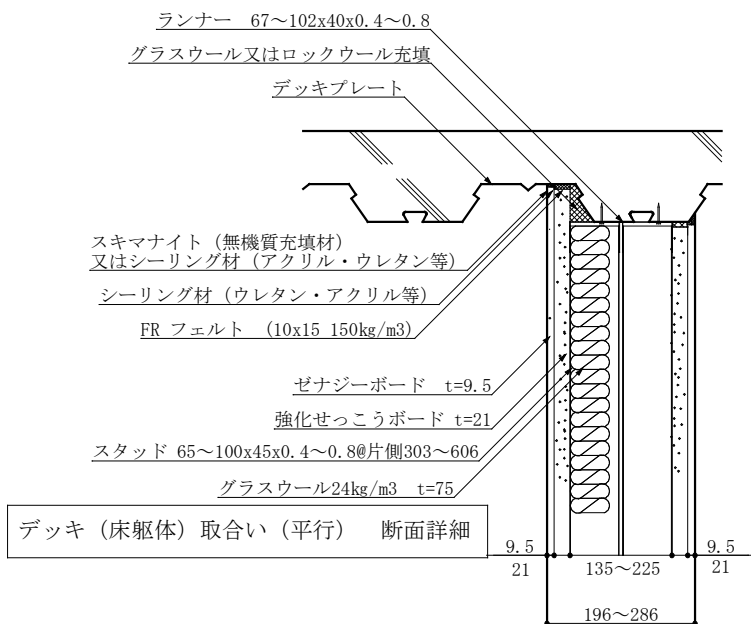 ランナー 67～102x40x0.4～0.8
グラスウール又はロックウール充填
デッキプレート
スキマナイト（無機質充填材）
又はシーリング材（アクリル・ウレタン等）
シーリング材（ウレタン・アクリル等）
FR フェルト (10x15 150kg/m3)
ゼナジーボード t=9.5
強化せっこうボード t=21
スタッド 65～100x45x0.4～0.8@片側303～606
グラスウール24kg/m3 t=75
デッキ（床躯体）取合い（平行） 断面詳細
9.5
9.5
21
135～225
21
196～286